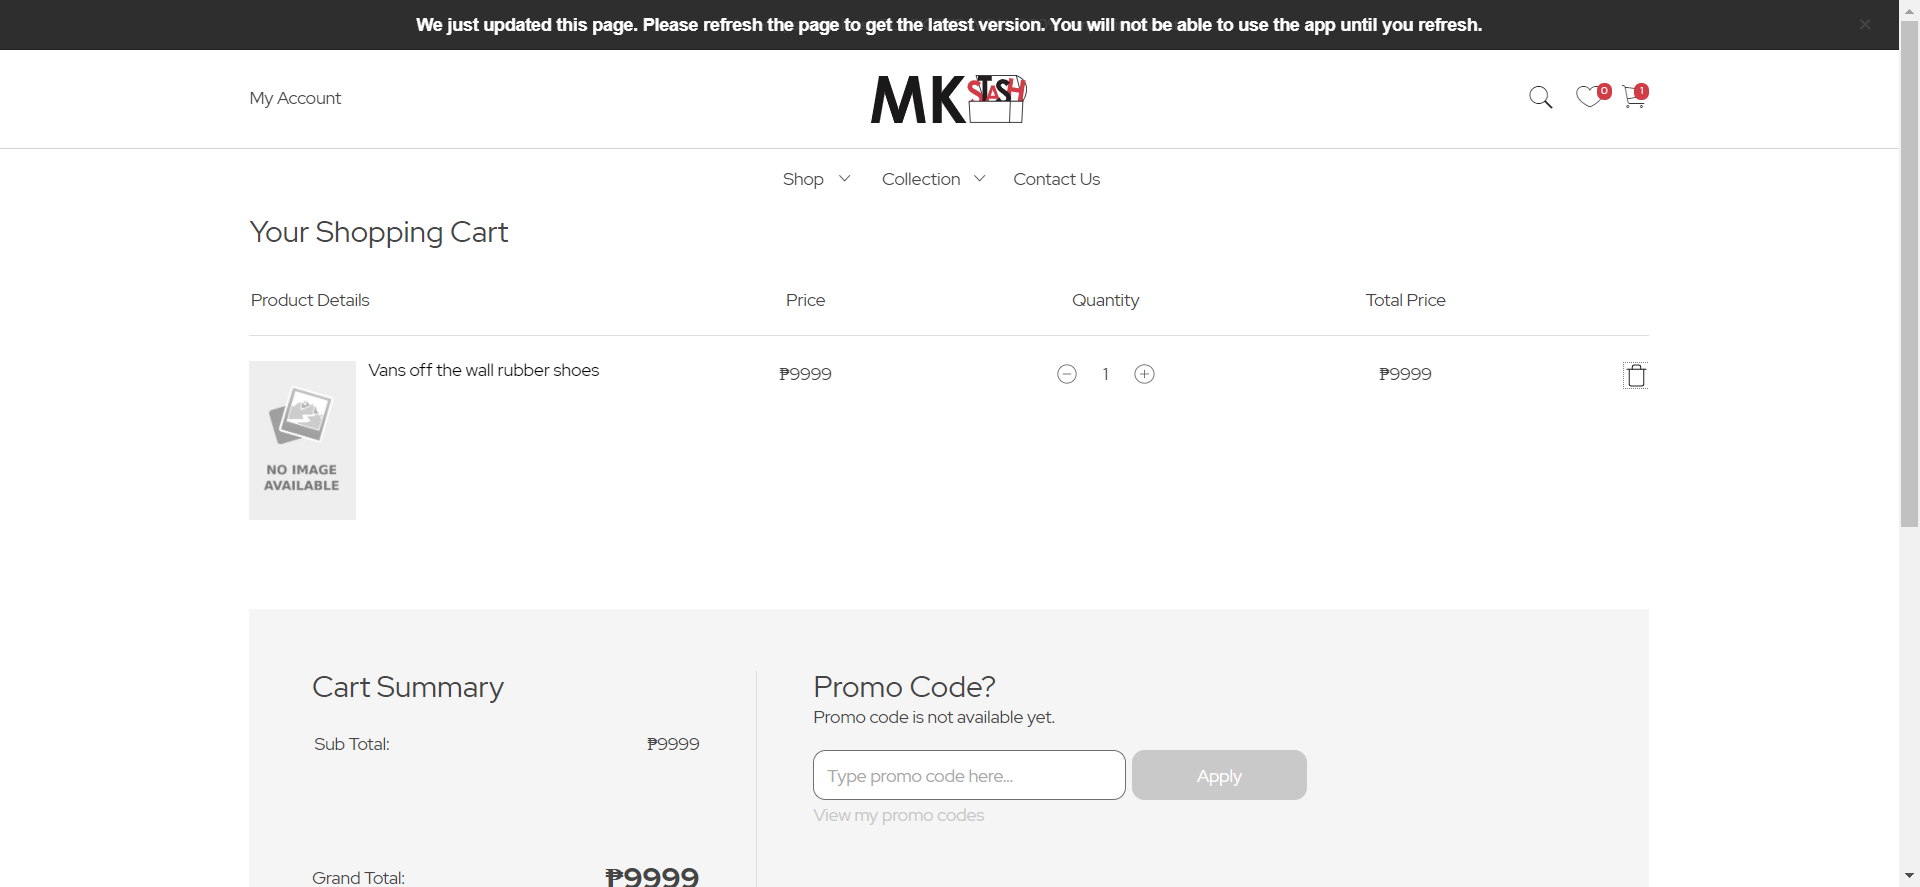 We just updated this page. Please refresh the page to get the latest version. You will not be able to use the app until you refresh.
My Account
MK STASH
0
1
Shop
Collection
Contact Us
Your Shopping Cart
Product Details
Price
Quantity
Total Price
Vans off the wall rubber shoes
₱9999
1
₱9999
NO IMAGE
AVAILABLE
Cart Summary
Sub Total:
₱9999
Grand Total:
₱9999
Promo Code?
Promo code is not available yet.
Type promo code here...
Apply
View my promo codes